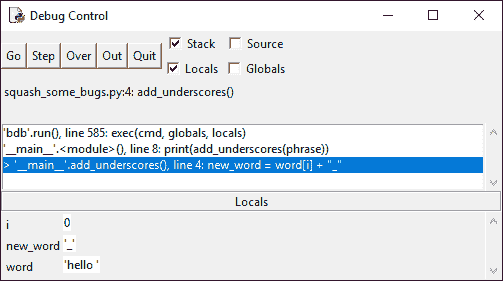 Debug Control
Go Step Over Out Quit
Stack Source
Locals Globals
squash_some_bugs.py:4: add_underscores()
'bdb'.run(), line 585: exec(cmd, globals, locals)
'__main__'.<module>(), line 8: print(add_underscores(phrase))
> '__main__'.add_underscores(), line 4: new_word = word[i] + "_"
Locals
i 0
new_word '_'
word 'hello '